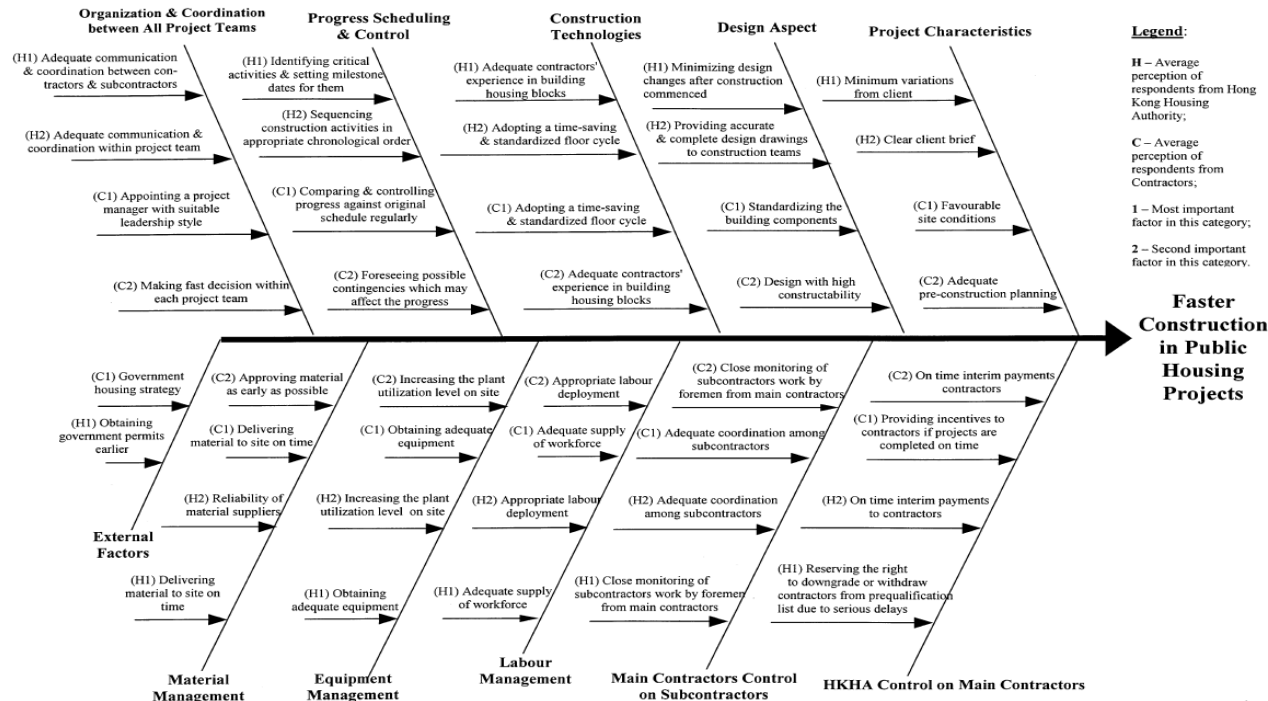 Organization & Coordination
between All Project Teams
(H1) Adequate communication
& coordination between con-
tractors & subcontractors
(H2) Adequate communication &
coordination within project team
(C1) Appointing a project
manager with suitable
leadership style
(C2) Making fast decision within
each project team
Progress Scheduling
& Control
(H1) Identifying critical
activities & setting milestone
dates for them
(H2) Sequencing
construction activities in
appropriate chronological order
(C1) Comparing & controlling
progress against original
schedule regularly
(C2) Foreseeing possible
contingencies which may
affect the progress
Construction
Technologies
(H1) Adequate contractors'
experience in building
housing blocks
(H2) Adopting a time-saving
& standardized floor cycle
(C1) Adopting a time-saving
& standardized floor cycle
(C2) Adequate contractors'
experience in building
housing blocks
Design Aspect
(H1) Minimizing design
changes after construction
commenced
(H2) Providing accurate
& complete design drawings
to construction teams
(C1) Standardizing the
building components
(C2) Design with high
constructability
Project Characteristics
(H1) Minimum variations
from client
(H2) Clear client brief
(C1) Favourable
site conditions
(C2) Adequate
pre-construction planning
Legend:
H – Average
perception of
respondents from Hong
Kong Housing
Authority;
C – Average
perception of
respondents from
Contractors;
1 – Most important
factor in this category;
2 – Second important
factor in this category.
Faster
Construction
in Public
Housing
Projects
(C1) Government
housing strategy
(H1) Obtaining
government permits
earlier
External
Factors
(C2) Approving material
as early as possible
(C1) Delivering
material to site on time
(H2) Reliability of
material suppliers
(H1) Delivering
material to site on
time
Material
Management
(C2) Increasing the plant
utilization level on site
(C1) Obtaining adequate
equipment
(H2) Increasing the plant
utilization level on site
(H1) Obtaining
adequate equipment
Equipment
Management
(C2) Appropriate labour
deployment
(C1) Adequate supply
of workforce
(H2) Appropriate labour
deployment
(H1) Adequate supply
of workforce
Labour
Management
(C2) Close monitoring of
subcontractors work by
foremen from main contractors
(C1) Adequate coordination among
subcontractors
(H2) Adequate coordination
among subcontractors
(H1) Close monitoring of
subcontractors work by foremen
from main contractors
Main Contractors Control
on Subcontractors
(C2) On time interim payments
contractors
(C1) Providing incentives to
contractors if projects are
completed on time
(H2) On time interim payments
to contractors
(H1) Reserving the right
to downgrade or withdraw
contractors from prequalification
list due to serious delays
HKHA Control on Main Contractors